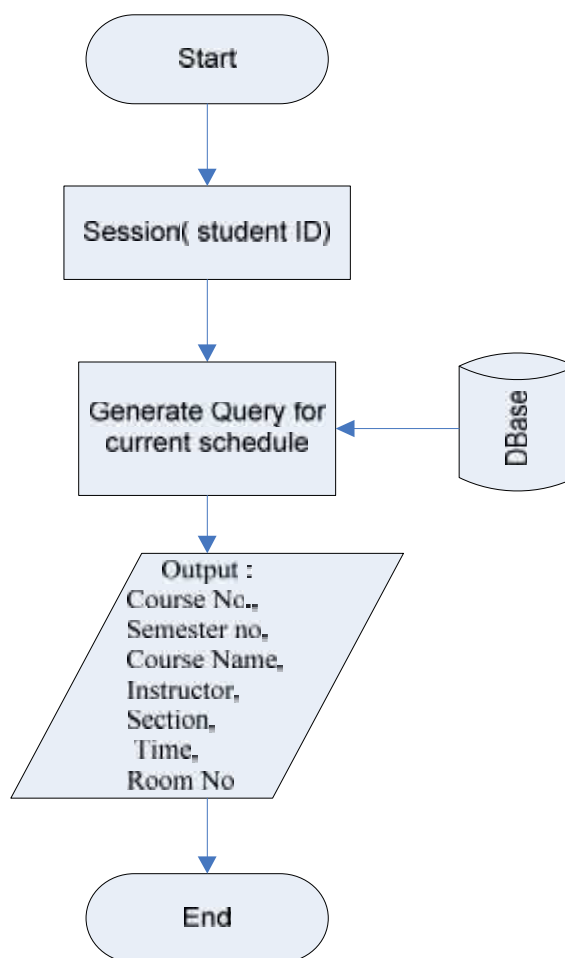 Start
Session( student ID)
Generate Query for
current schedule
DBase
Output :
Course No.,
Semester no,
Course Name,
Instructor,
Section,
Time,
Room No
End